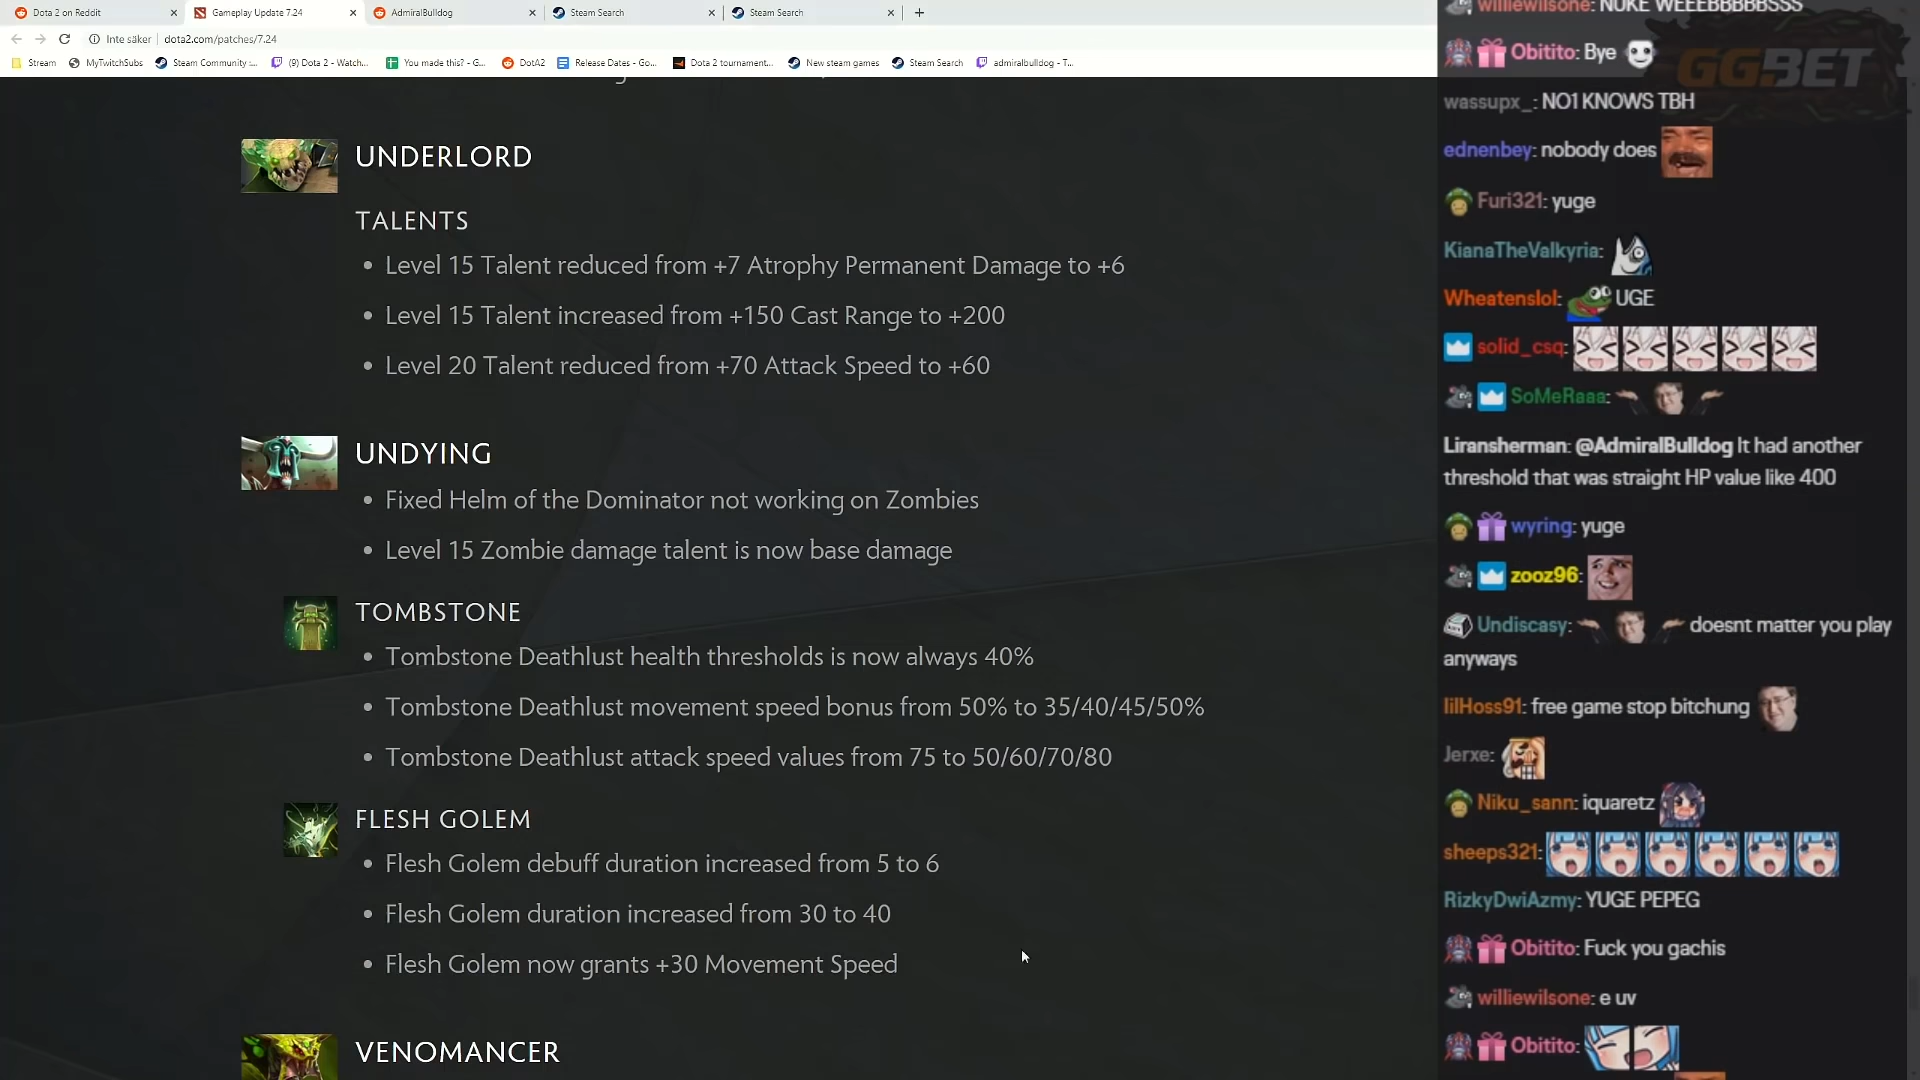 Dota 2 on Reddit
Gameplay Update 7.24
AdmiralBulldog
Steam Search
Steam Search
Inte säker
dota2.com/patches/7.24
Stream
MyTwitchSubs
Steam Community :...
(9) Dota 2 - Watch...
You made this? - G...
DotA2
Release Dates - Go...
Dota 2 tournament...
New steam games
Steam Search
admiralbulldog - T...
UNDERLORD
TALENTS
Level 15 Talent reduced from +7 Atrophy Permanent Damage to +6
Level 15 Talent increased from +150 Cast Range to +200
Level 20 Talent reduced from +70 Attack Speed to +60
UNDYING
Fixed Helm of the Dominator not working on Zombies
Level 15 Zombie damage talent is now base damage
TOMBSTONE
Tombstone Deathlust health thresholds is now always 40%
Tombstone Deathlust movement speed bonus from 50% to 35/40/45/50%
Tombstone Deathlust attack speed values from 75 to 50/60/70/80
FLESH GOLEM
Flesh Golem debuff duration increased from 5 to 6
Flesh Golem duration increased from 30 to 40
Flesh Golem now grants +30 Movement Speed
VENOMANCER
GG.BET
williewilsone: NUKE WEEEBBBBBSSS
Obitito: Bye
wassupx_: NO1 KNOWS TBH
ednenbey: nobody does
Furi321: yuge
KianaTheValkyria:
Wheatenslol: UGE
solid_csq:
SoMeRaaa:
Liransherman: @AdmiralBulldog It had another
threshold that was straight HP value like 400
wyring: yuge
zooz96:
Undiscasy: doesnt matter you play
anyways
lilHoss91: free game stop bitchung
Jerxe:
Niku_sann: iquaretz
sheeps321:
RizkyDwiAzmy: YUGE PEPEG
Obitito: Fuck you gachis
williewilsone: e uv
Obitito: